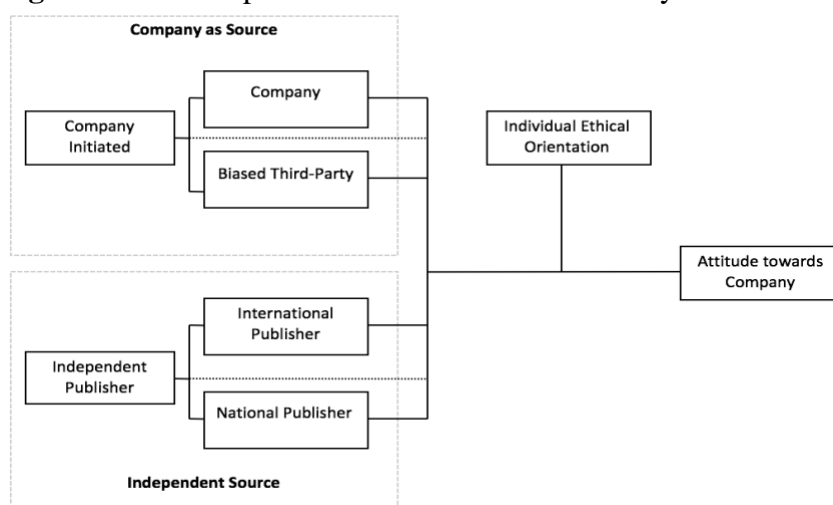 Company as Source
Company
Company
Initiated
Biased Third-Party
Individual Ethical
Orientation
Attitude towards
Company
International
Publisher
Independent
Publisher
National Publisher
Independent Source